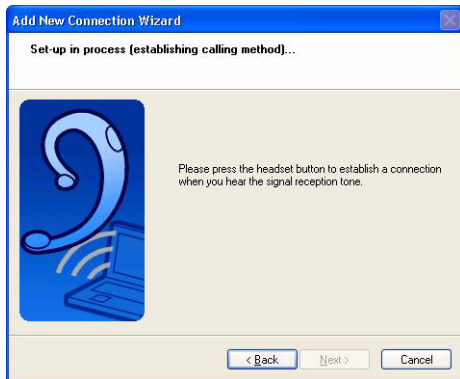 Add New Connection Wizard
Set-up in process (establishing calling method)...
Please press the headset button to establish a connection
when you hear the signal reception tone.
< Back Next > Cancel